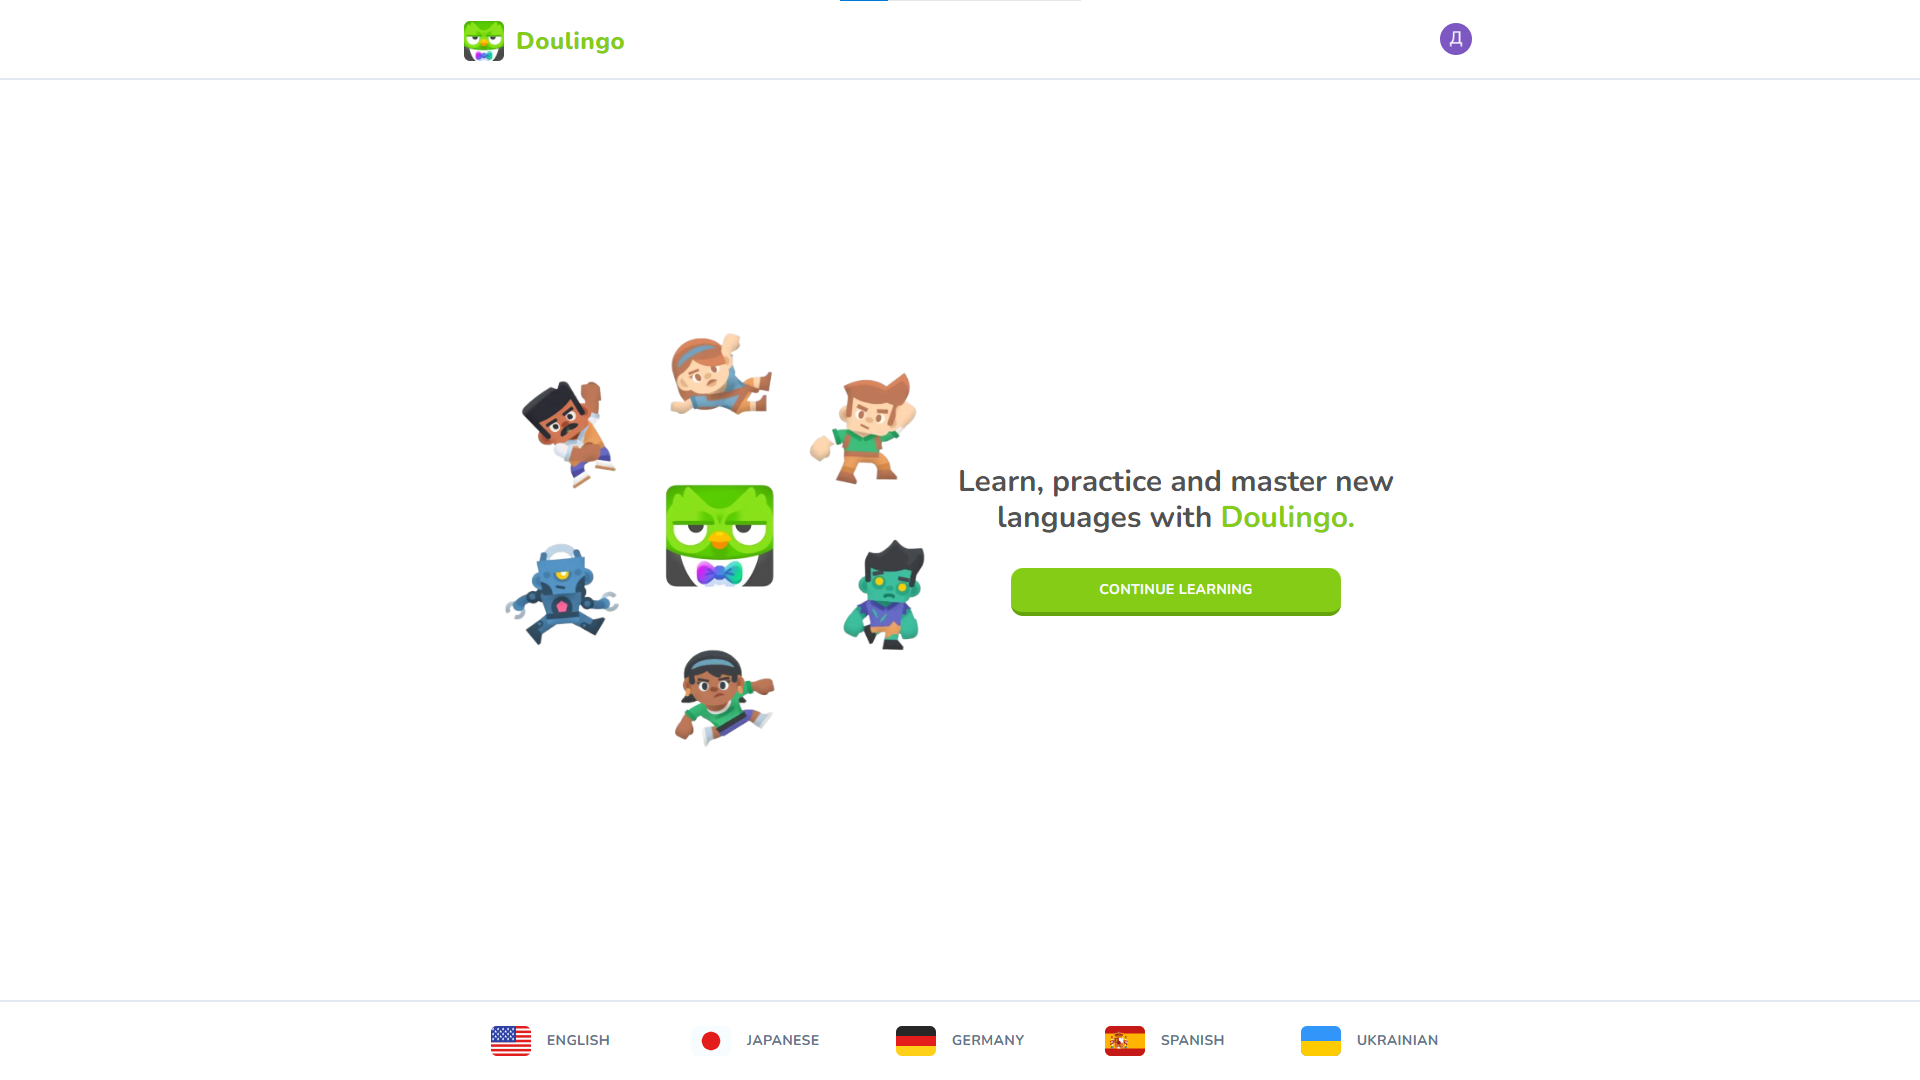 Doulingo
Д
Learn, practice and master new
languages with Doulingo.
CONTINUE LEARNING
ENGLISH
JAPANESE
GERMANY
SPANISH
UKRAINIAN